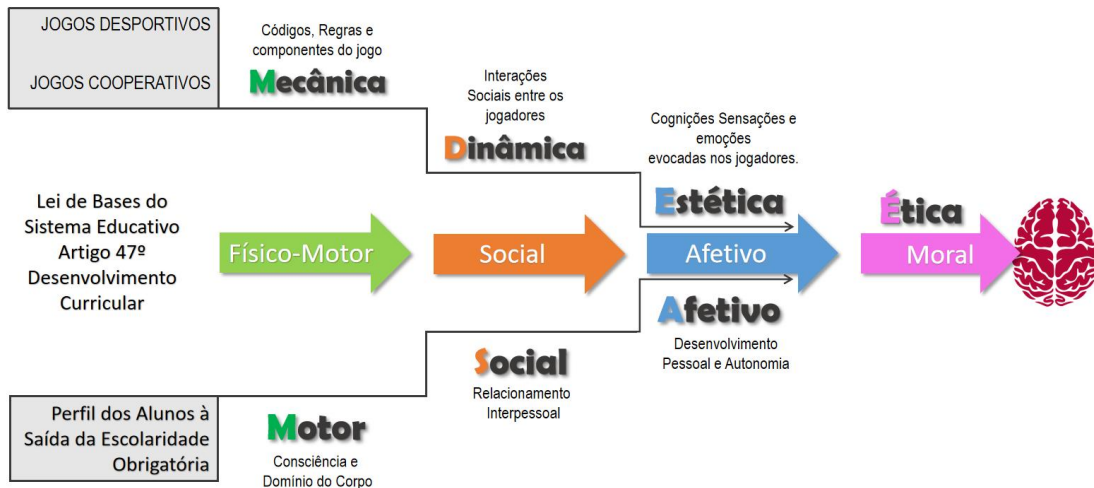 JOGOS DESPORTIVOS
JOGOS COOPERATIVOS
Códigos, Regras e
componentes do jogo
Mecânica
Interações
Sociais entre os
jogadores
Dinâmica
Cognições Sensações e
emoções
evocadas nos jogadores.
Estética
Ética
Lei de Bases do
Sistema Educativo
Artigo 47º
Desenvolvimento
Curricular
Físico-Motor
Social
Afetivo
Moral
Afetivo
Desenvolvimento
Pessoal e Autonomia
Social
Relacionamento
Interpessoal
Perfil dos Alunos à
Saída da Escolaridade
Obrigatória
Motor
Consciência e
Domínio do Corpo